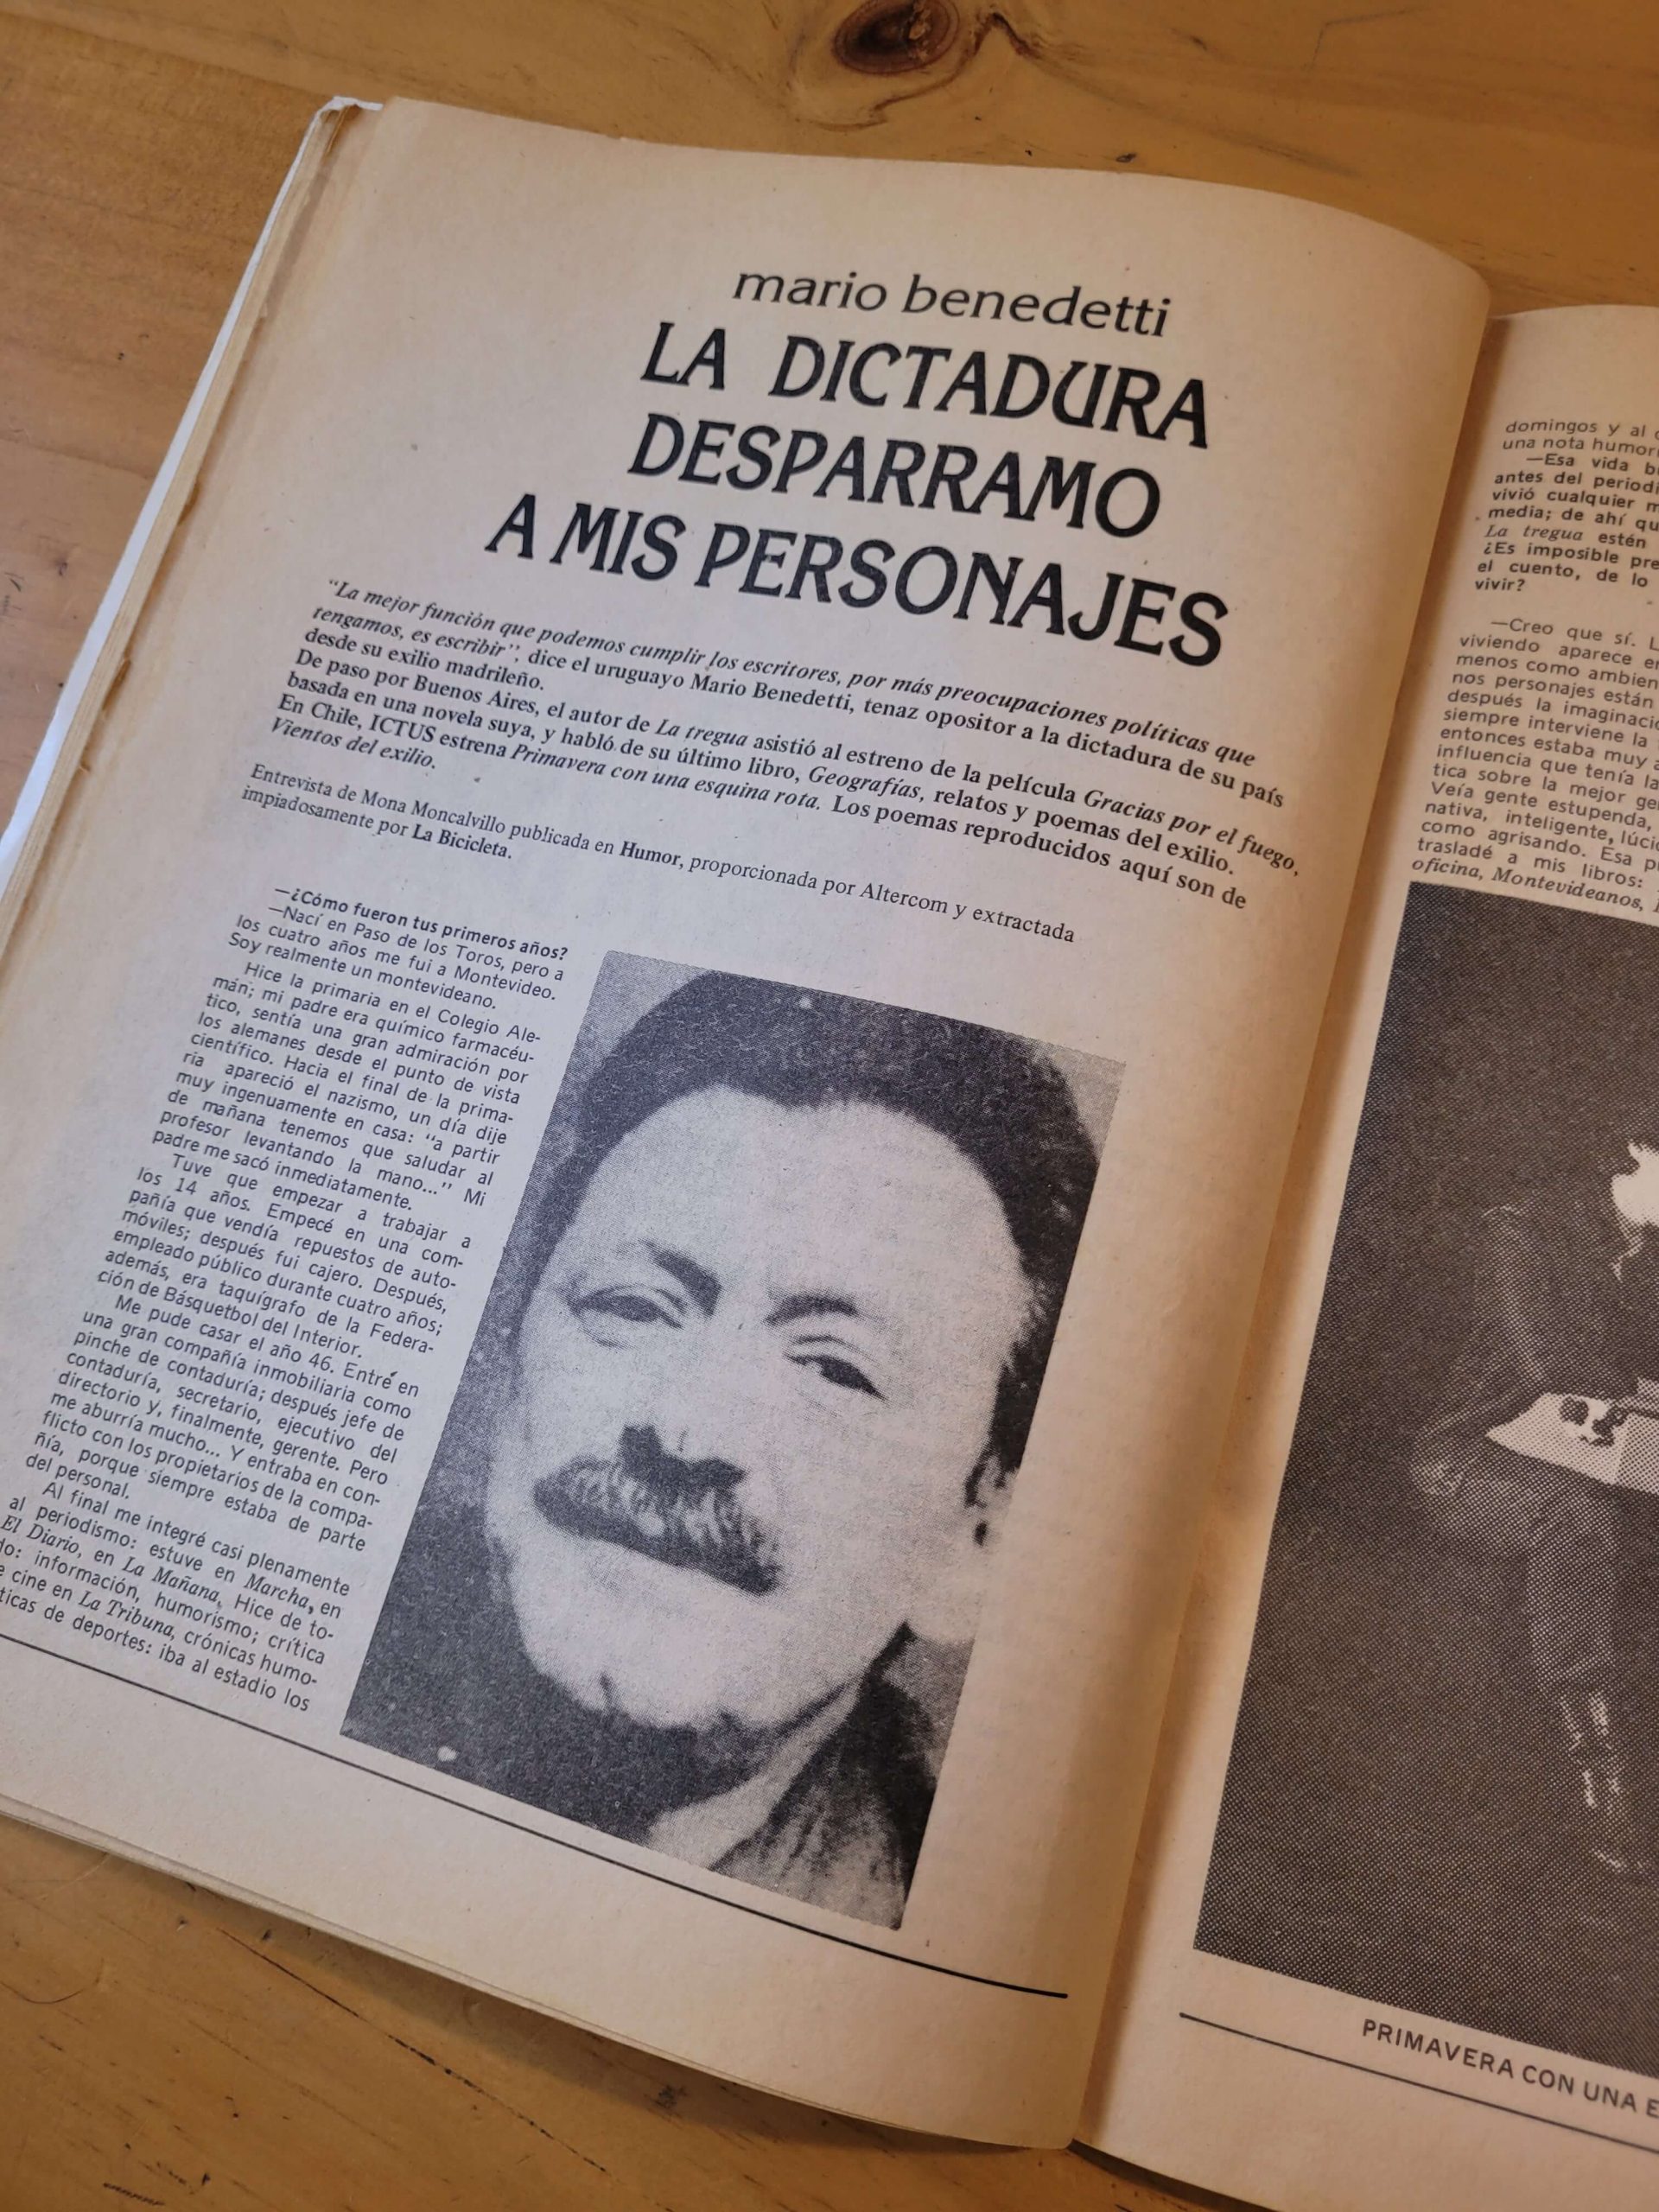 mario benedetti
LA DICTADURA
DESPARRAMO
A MIS PERSONAJES
"La mejor función que podemos cumplir los escritores, por más preocupaciones políticas que
tengamos, es escribir", dice el uruguayo Mario Benedetti, tenaz opositor a la dictadura de su país
desde su exilio madrileño.
De paso por Buenos Aires, el autor de La tregua asistió al estreno de la película Gracias por el fuego,
basada en una novela suya, y habló de su último libro, Geografías, relatos y poemas del exilio.
En Chile, ICTUS estrena Primavera con una esquina rota. Los poemas reproducidos aquí son de
Vientos del exilio.
Entrevista de Mona Moncalvillo publicada en Humor, proporcionada por Altercom y extractada
impiadosamente por La Bicicleta.
—¿Cómo fueron tus primeros años?
—Nací en Paso de los Toros, pero a
los cuatro años me fui a Montevideo.
Soy realmente un montevideano.
Hice la primaria en el Colegio Ale-
mán; mi padre era químico farmacéu-
tico, sentía una gran admiración por
los alemanes desde el punto de vista
científico. Hacia el final de la prima-
ria apareció el nazismo, un día dije
muy ingenuamente en casa: "a partir
de mañana tenemos que saludar al
profesor levantando la mano..." Mi
padre me sacó inmediatamente.
Tuve que empezar a trabajar a
los 14 años. Empecé en una com-
pañía que vendía repuestos de auto-
móviles; después fui cajero. Después,
empleado público durante cuatro años;
además, era taquígrafo de la Federa-
ción de Básquetbol del Interior.
Me pude casar el año 46. Entré en
una gran compañía inmobiliaria como
pinche de contaduría; después jefe de
contaduría, secretario, ejecutivo del
directorio y, finalmente, gerente. Pero
me aburría mucho... Y entraba en con-
flicto con los propietarios de la compa-
ñía, porque siempre estaba de parte
del personal.
Al final me integré casi plenamente
al periodismo: estuve en Marcha, en
El Diario, en La Mañana. Hice de to-
do: información, humorismo; crítica
cine en La Tribuna, crónicas humo-
ticas de deportes: iba al estadio los
domingos y al
una nota humor
—Esa vida b
antes del period
vivió cualquier m
media; de ahí qu
La tregua estén
¿Es imposible pre
el cuento, de lo
vivir?
—Creo que sí. L
viviendo aparece e
menos como ambien
nos personajes están
después la imaginaci
siempre interviene la
entonces estaba muy a
influencia que tenía la
tica sobre la mejor ge
Veía gente estupenda,
nativa, inteligente, lúci
como agrisando. Esa p
trasladé a mis libros:
oficina, Montevideanos,
PRIMAVERA CON UNA E